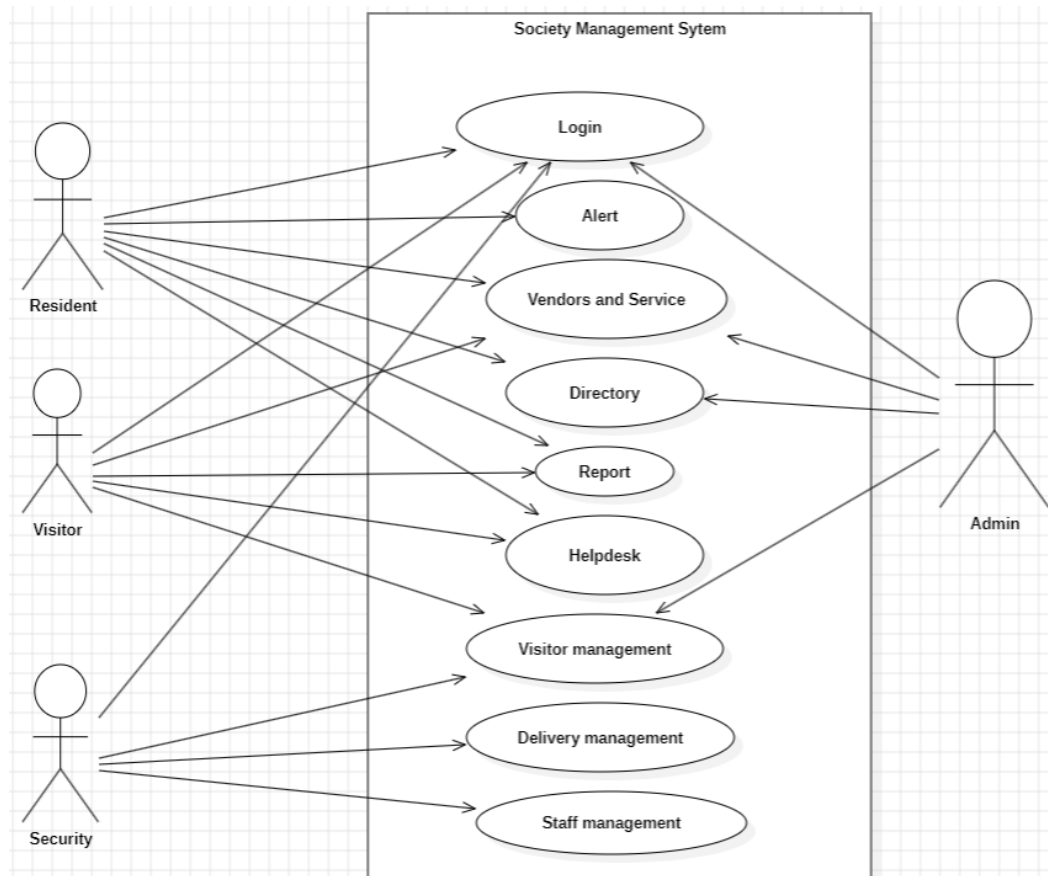 Society Management Sytem
Login
Alert
Resident
Vendors and Service
Directory
Report
Visitor
Admin
Helpdesk
Visitor management
Delivery management
Staff management
Security